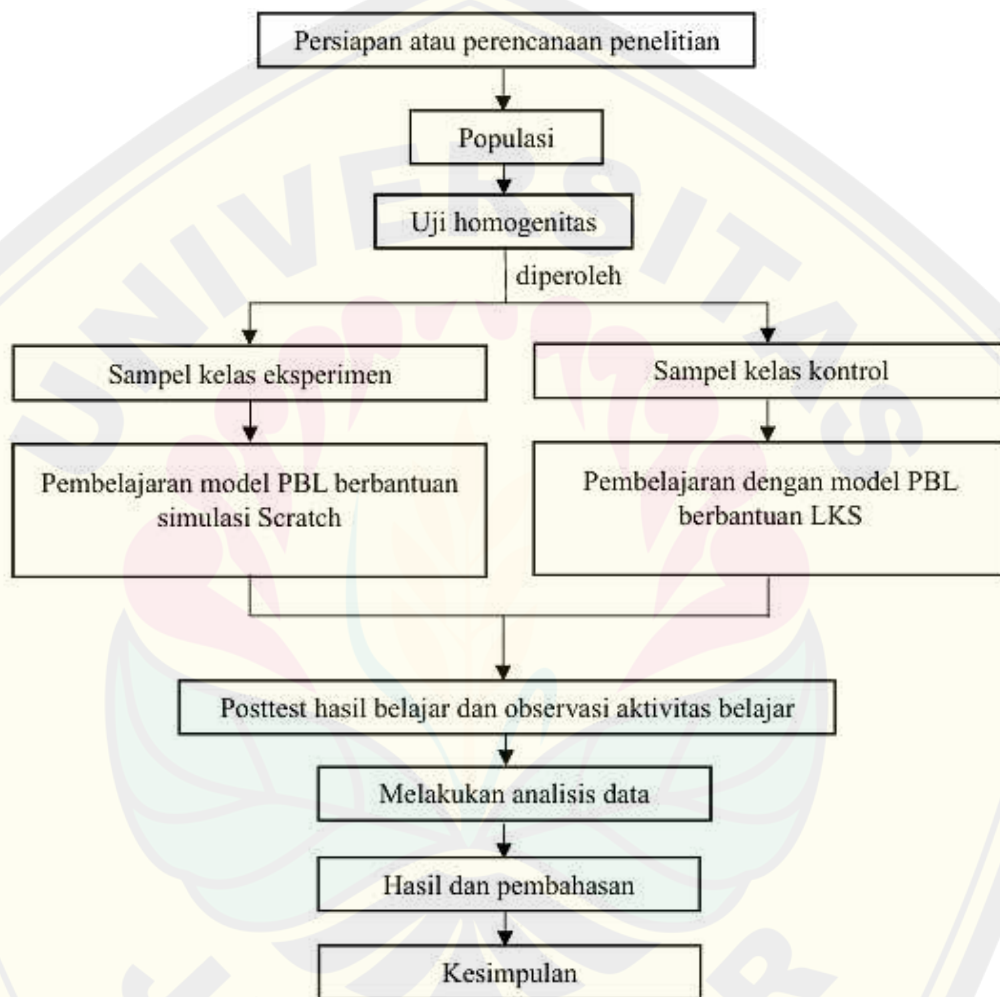 Persiapan atau perencanaan penelitian
Populasi
Uji homogenitas
diperoleh
Sampel kelas eksperimen
Sampel kelas kontrol
Pembelajaran model PBL berbantuan
simulasi Scratch
Pembelajaran dengan model PBL
berbantuan LKS
Posttest hasil belajar dan observasi aktivitas belajar
Melakukan analisis data
Hasil dan pembahasan
Kesimpulan
UNIVERSITAS